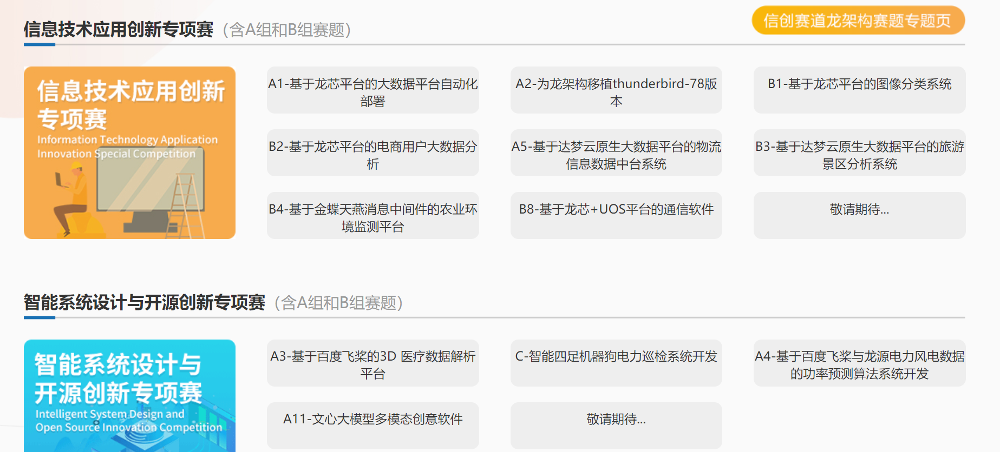 信息技术应用创新专项赛（含A组和B组赛题）
信创赛道龙架构赛题专题页
信息技术应用创新
专项赛
Information Technology Application
Innovation Special Competition
A1-基于龙芯平台的大数据平台自动化
部署
A2-为龙架构移植thunderbird-78版
本
B1-基于龙芯平台的图像分类系统
B2-基于龙芯平台的电商用户大数据分
析
A5-基于达梦云原生大数据平台的物流
信息数据中台系统
B3-基于达梦云原生大数据平台的旅游
景区分析系统
B4-基于金蝶天燕消息中间件的农业环
境监测平台
B8-基于龙芯+UOS平台的通信软件
敬请期待...
智能系统设计与开源创新专项赛（含A组和B组赛题）
智能系统设计与
开源创新专项赛
Intelligent System Design and
Open Source Innovation Competition
A3-基于百度飞桨的3D 医疗数据解析
平台
C-智能四足机器狗电力巡检系统开发
A4-基于百度飞桨与龙源电力风电数据
的功率预测算法系统开发
A11-文心大模型多模态创意软件
敬请期待...